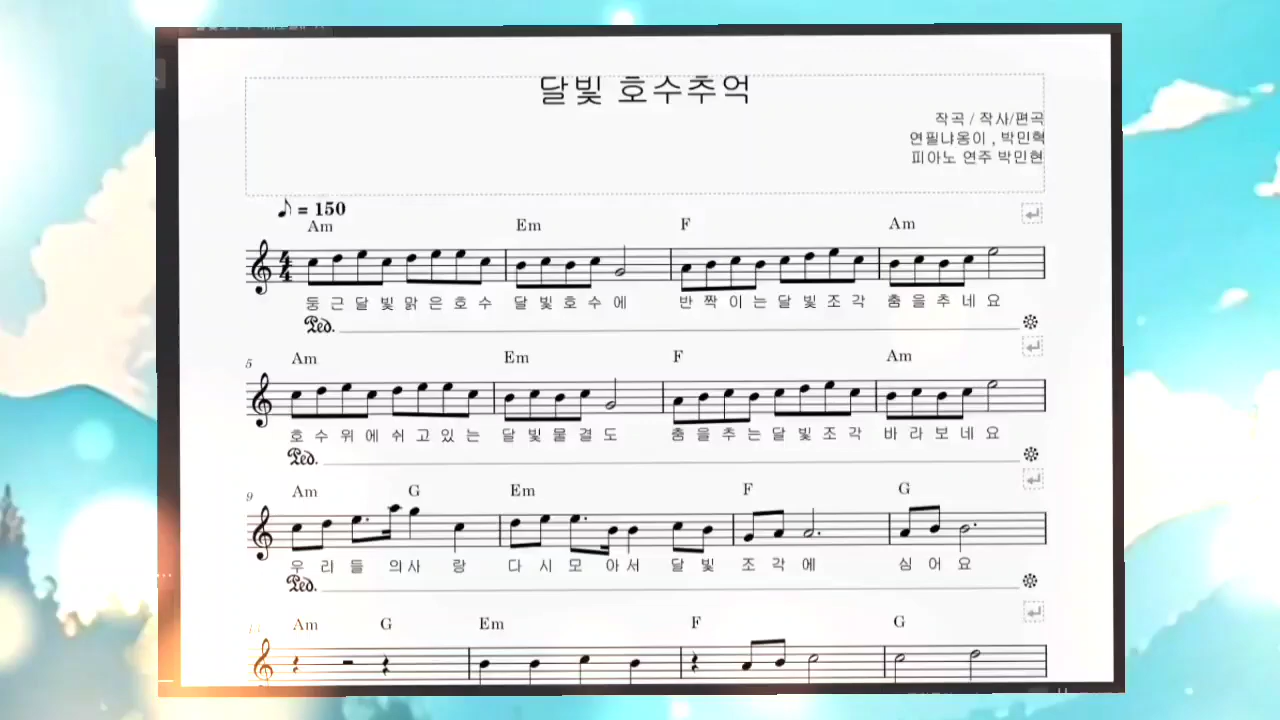 달빛 호수추억
작곡 / 작사/편곡
연필냐옹이 , 박민혁
피아노 연주 박민현
♪ = 150
Am Em F Am
4/4
둥 근 달 빛 맑 은 호 수 달 빛 호 수 에 반 짝 이 는 달 빛 조 각 춤 을 추 네 요
Ped.
5 Am Em F Am
호 수 위 에 쉬 고 있 는 달 빛 물 결 도 춤 을 추 는 달 빛 조 각 바 라 보 네 요
Ped.
9 Am G Em F G
우 리 들 의 사 랑 다 시 모 아 서 달 빛 조 각 에 심 어 요
Ped.
Am G Em F G